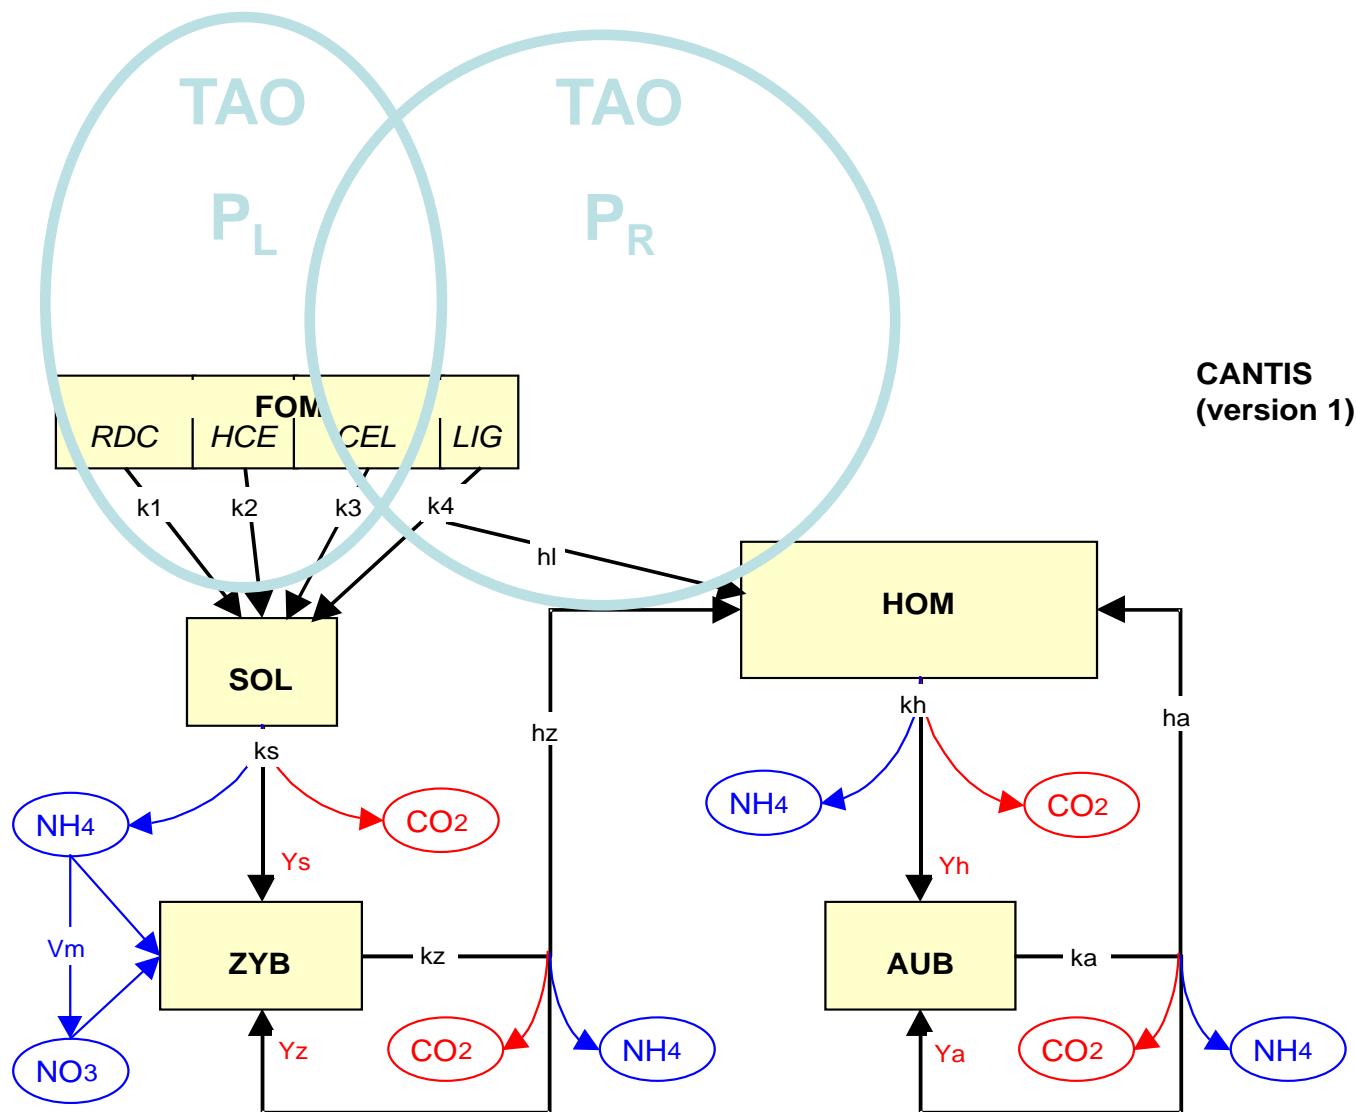 TAO
TAO
PL
PR
CANTIS
(version 1)
FOM
RDC
HCE
CEL
LIG
k1
k2
k3
k4
hl
HOM
SOL
ks
hz
kh
ha
NH4
CO2
NH4
CO2
Ys
Yh
Vm
ZYB
kz
AUB
ka
NO3
Yz
CO2
NH4
Ya
CO2
NH4